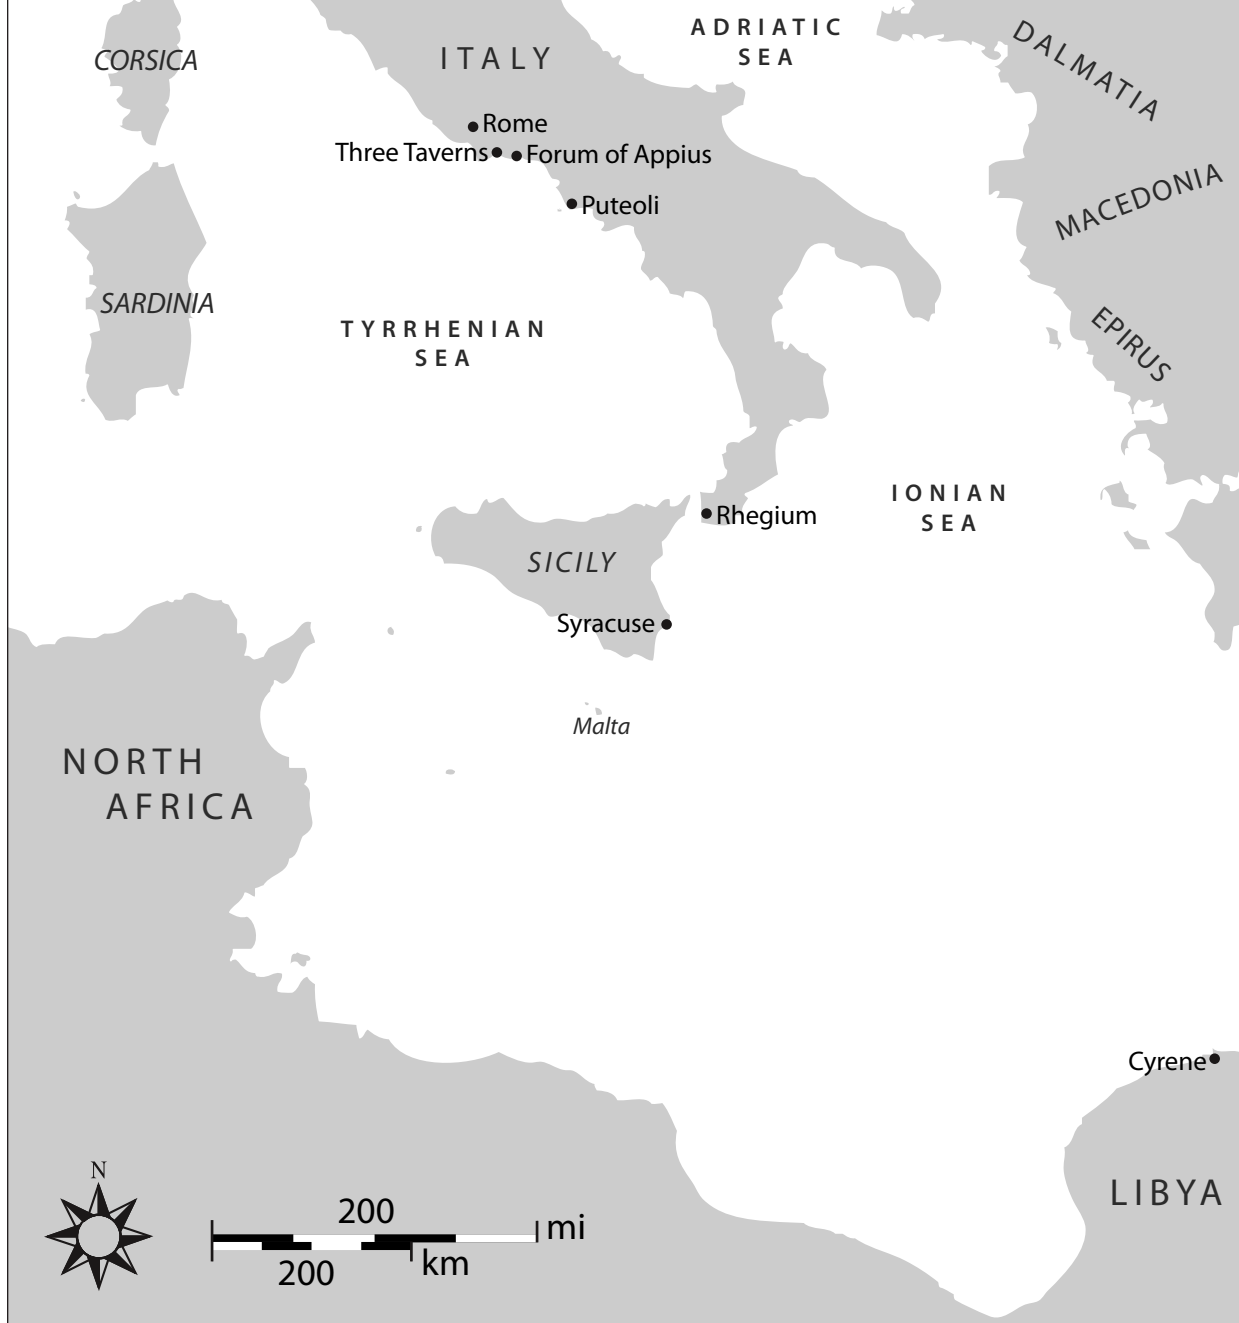 ADRIATIC
SEA
DALMATIA
CORSICA
ITALY
Rome
Three Taverns
Forum of Appius
MACEDONIA
Puteoli
SARDINIA
TYRRHENIAN
SEA
EPIRUS
IONIAN
SEA
Rhegium
SICILY
Syracuse
Malta
NORTH
AFRICA
Cyrene
N
LIBYA
200
mi
200
km